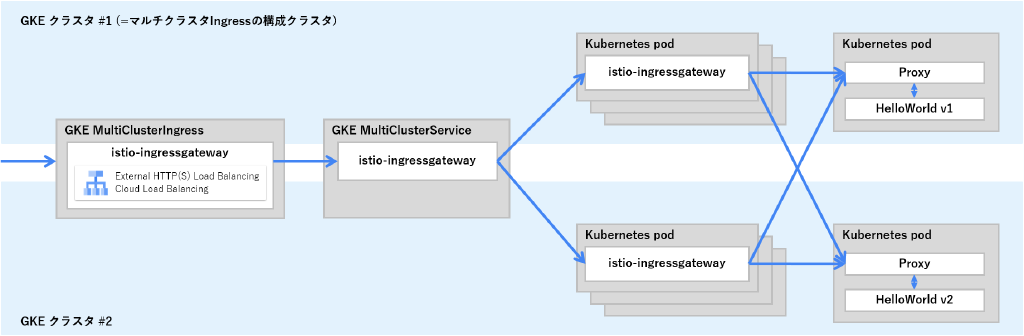 GKE クラスタ #1 (=マルチクラスタIngressの構成クラスタ)
GKE MultiClusterIngress
istio-ingressgateway
External HTTP(S) Load Balancing
Cloud Load Balancing
GKE MultiClusterService
istio-ingressgateway
Kubernetes pod
istio-ingressgateway
Kubernetes pod
Proxy
HelloWorld v1
Kubernetes pod
istio-ingressgateway
Kubernetes pod
Proxy
HelloWorld v2
GKE クラスタ #2